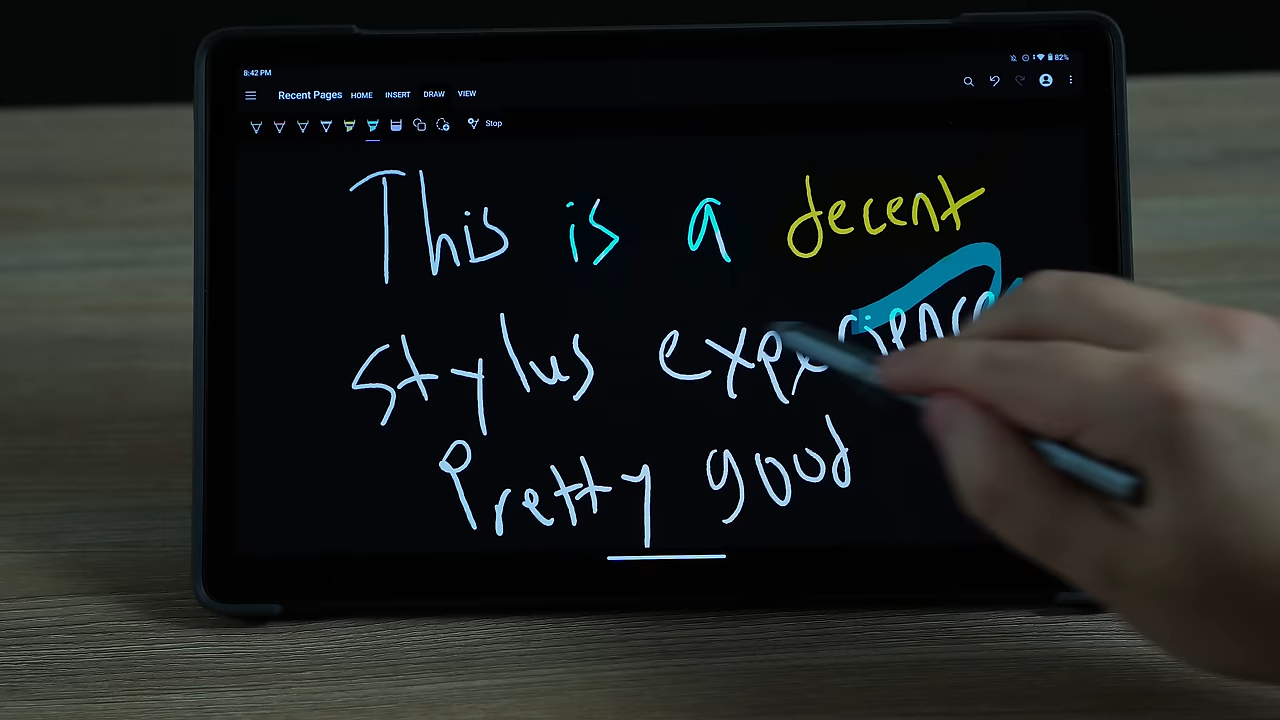 8:42 PM 82%
Recent Pages HOME INSERT DRAW VIEW
Stop
This is a decent
Stylus experience
Pretty good